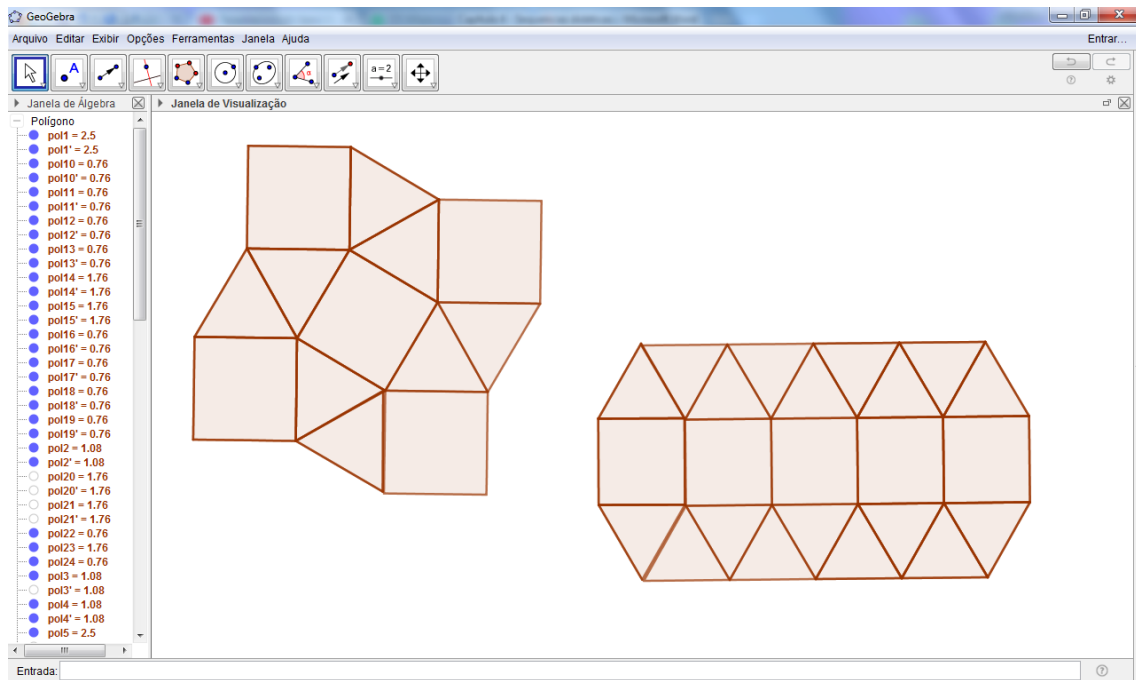 GeoGebra
Arquivo Editar Exibir Opções Ferramentas Janela Ajuda
Entrar...
A
α
a=2
Janela de Álgebra
Janela de Visualização
Polígono
pol1 = 2.5
pol1' = 2.5
pol10 = 0.76
pol10' = 0.76
pol11 = 0.76
pol11' = 0.76
pol12 = 0.76
pol12' = 0.76
pol13 = 0.76
pol13' = 0.76
pol14 = 1.76
pol14' = 1.76
pol15 = 1.76
pol15' = 1.76
pol16 = 0.76
pol16' = 0.76
pol17 = 0.76
pol17' = 0.76
pol18 = 0.76
pol18' = 0.76
pol19 = 0.76
pol19' = 0.76
pol2 = 1.08
pol2' = 1.08
pol20 = 1.76
pol20' = 1.76
pol21 = 1.76
pol21' = 1.76
pol22 = 0.76
pol23 = 1.76
pol24 = 0.76
pol3 = 1.08
pol3' = 1.08
pol4 = 1.08
pol4' = 1.08
pol5 = 2.5
Entrada: